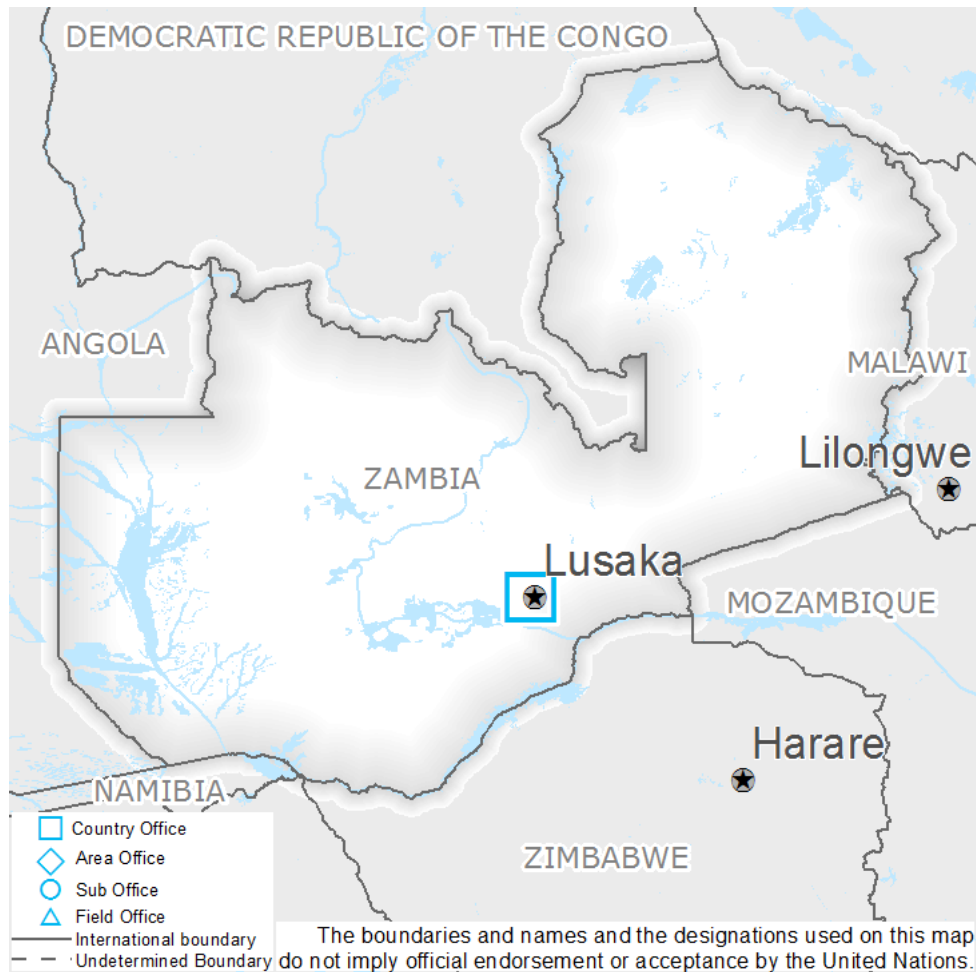 DEMOCRATIC REPUBLIC OF THE CONGO
ANGOLA
MALAWI
Lilongwe
ZAMBIA
Lusaka
MOZAMBIQUE
Harare
NAMIBIA
ZIMBABWE
Country Office
Area Office
Sub Office
Field Office
International boundary
Undetermined Boundary
The boundaries and names and the designations used on this map
do not imply official endorsement or acceptance by the United Nations.